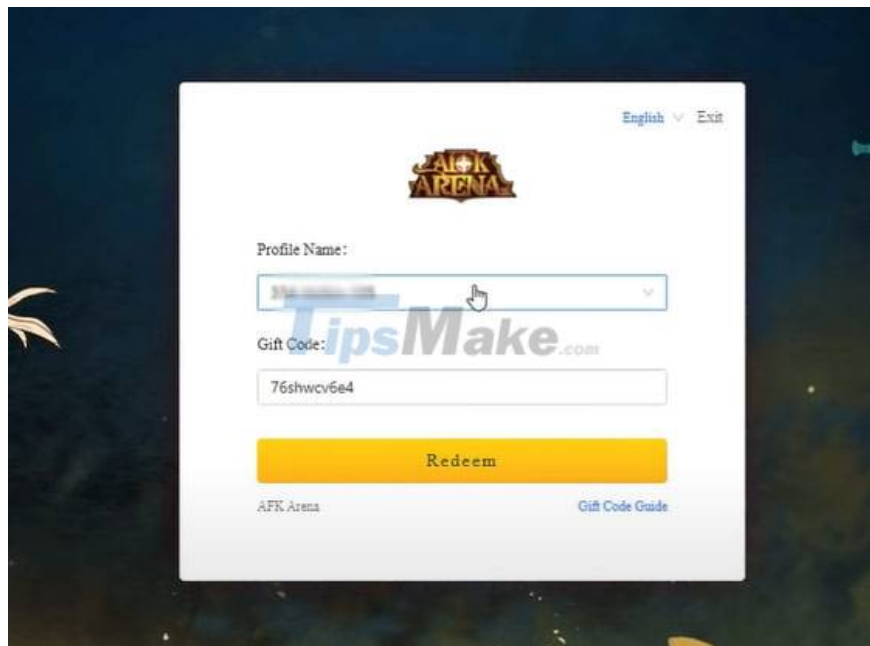 English Exit
AFK
ARENA
Profile Name:
TipsMake.com
Gift Code:
76shwcv6e4
Redeem
AFK Arena Gift Code Guide